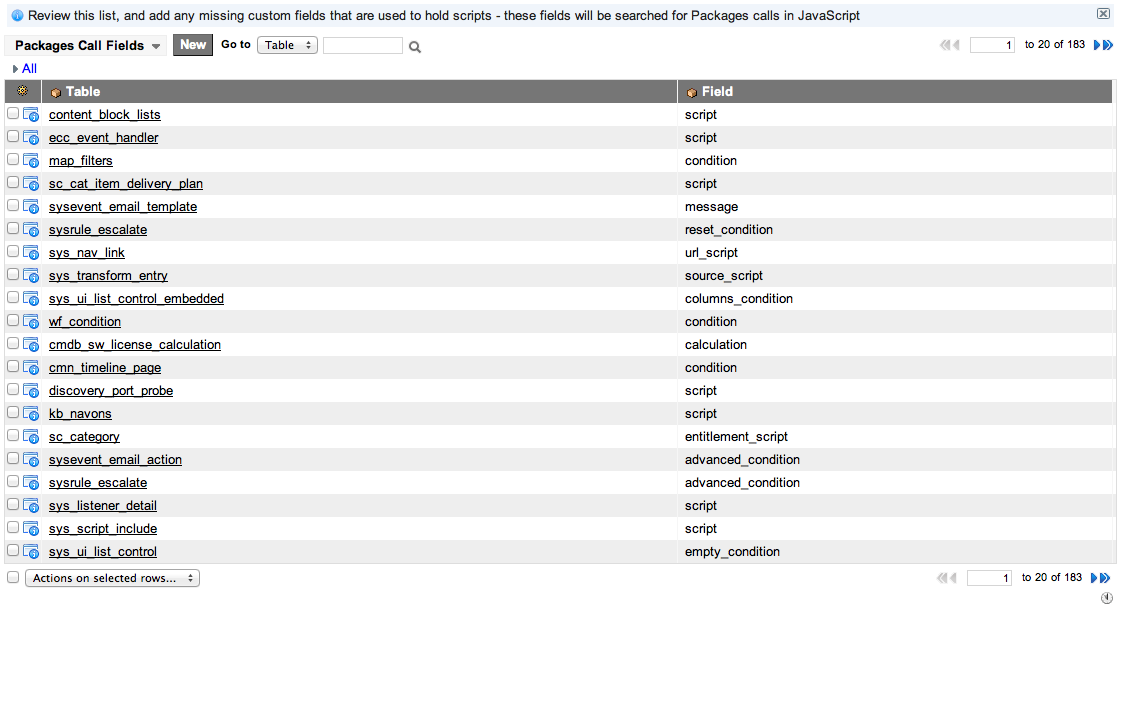 Review this list, and add any missing custom fields that are used to hold scripts - these fields will be searched for Packages calls in JavaScript
Packages Call Fields New Go to Table 1 to 20 of 183
All
Table Field
content_block_lists script
ecc_event_handler script
map_filters condition
sc_cat_item_delivery_plan script
sysevent_email_template message
sysrule_escalate reset_condition
sys_nav_link url_script
sys_transform_entry source_script
sys_ui_list_control_embedded columns_condition
wf_condition condition
cmdb_sw_license_calculation calculation
cmn_timeline_page condition
discovery_port_probe script
kb_navons script
sc_category entitlement_script
sysevent_email_action advanced_condition
sysrule_escalate advanced_condition
sys_listener_detail script
sys_script_include script
sys_ui_list_control empty_condition
Actions on selected rows... 1 to 20 of 183